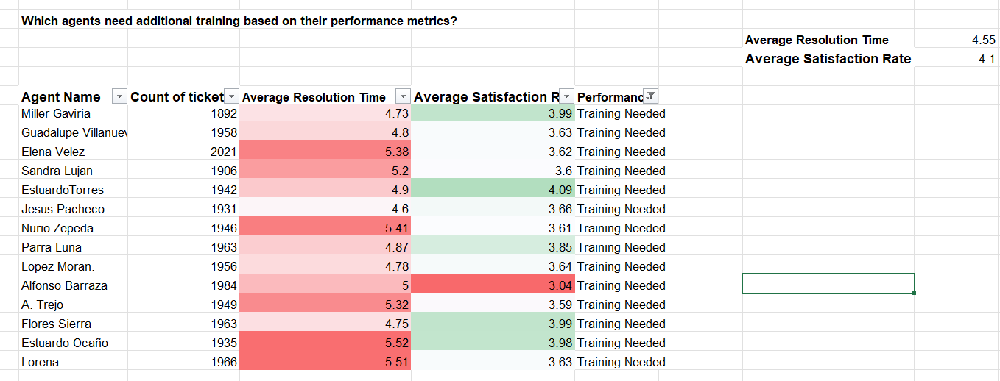 Which agents need additional training based on their performance metrics?
Average Resolution Time 4.55
Average Satisfaction Rate 4.1
Agent Name Count of ticket Average Resolution Time Average Satisfaction R Performanc
Miller Gaviria 1892 4.73 3.99 Training Needed
Guadalupe Villanuev 1958 4.8 3.63 Training Needed
Elena Velez 2021 5.38 3.62 Training Needed
Sandra Lujan 1906 5.2 3.6 Training Needed
EstuardoTorres 1942 4.9 4.09 Training Needed
Jesus Pacheco 1931 4.6 3.66 Training Needed
Nurio Zepeda 1946 5.41 3.61 Training Needed
Parra Luna 1963 4.87 3.85 Training Needed
Lopez Moran. 1956 4.78 3.64 Training Needed
Alfonso Barraza 1984 5 3.04 Training Needed
A. Trejo 1949 5.32 3.59 Training Needed
Flores Sierra 1963 4.75 3.99 Training Needed
Estuardo Ocaño 1935 5.52 3.98 Training Needed
Lorena 1966 5.51 3.63 Training Needed